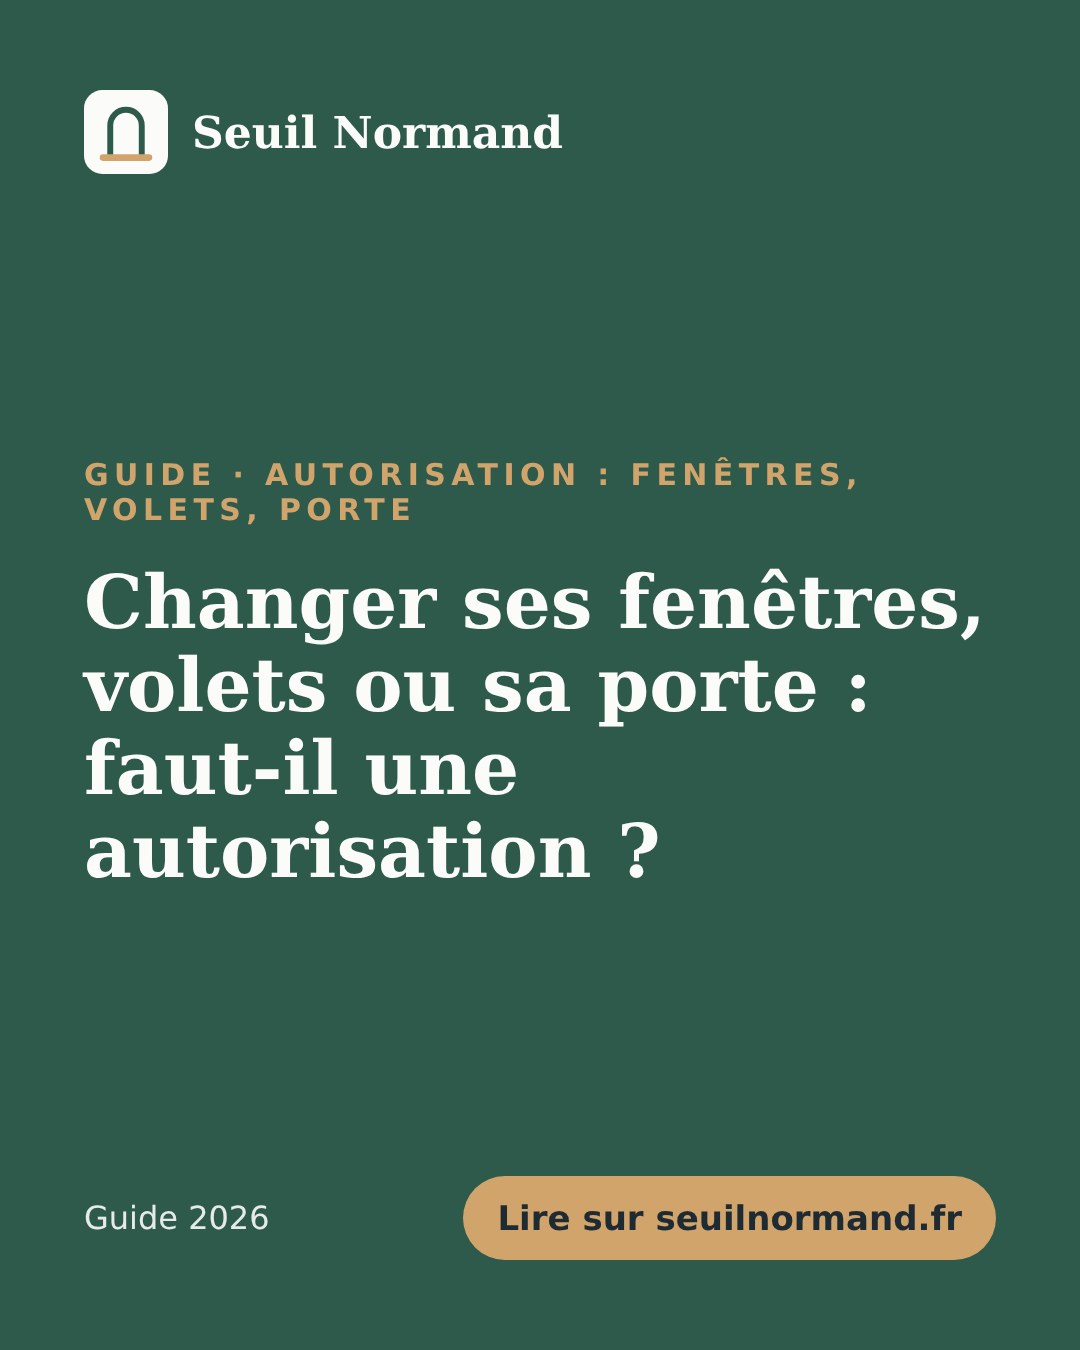 Seuil Normand
GUIDE · AUTORISATION : FENÊTRES,
VOLETS, PORTE
Changer ses fenêtres,
volets ou sa porte :
faut-il une
autorisation ?
Guide 2026
Lire sur seuilnormand.fr